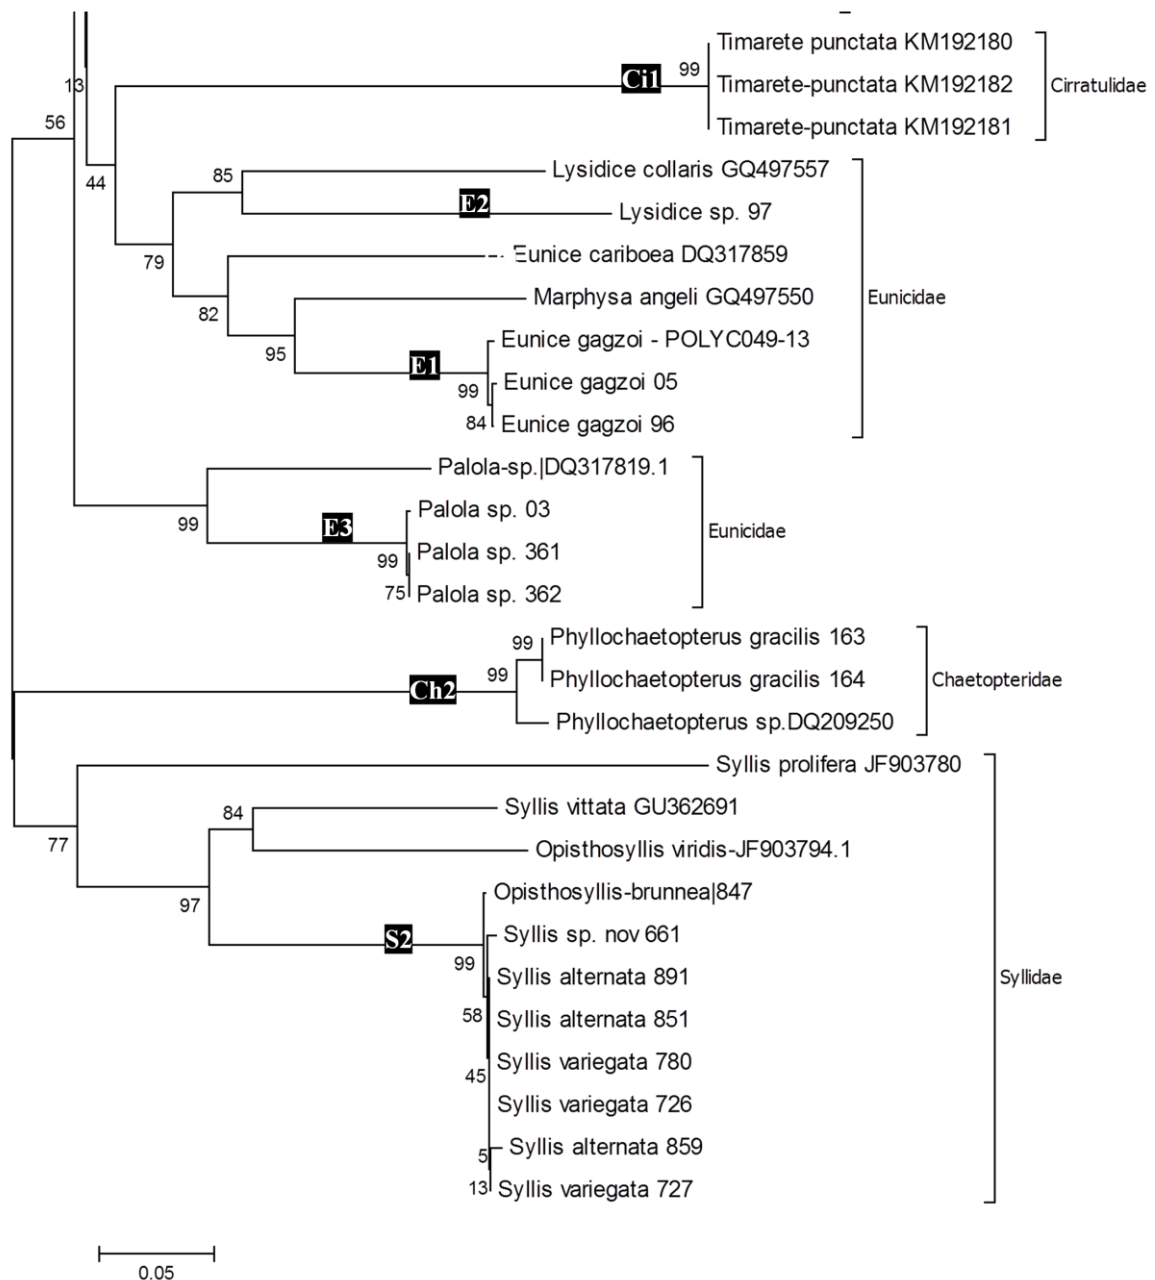 Timarete punctata KM192180
13
Ci1
99
Timarete-punctata KM192182
Cirratulidae
56
Timarete-punctata KM192181
44
85
Lysidice collaris GQ497557
E2
Lysidice sp. 97
79
Eunice cariboea DQ317859
82
Marphysa angeli GQ497550
Eunicidae
95
Eunice gagzoi - POLYC049-13
E1
99
Eunice gagzoi 05
84
Eunice gagzoi 96
Palola-sp.|DQ317819.1
99
Palola sp. 03
E3
Eunicidae
99
Palola sp. 361
75
Palola sp. 362
99
Phyllochaetopterus gracilis 163
Ch2
99
Phyllochaetopterus gracilis 164
Chaetopteridae
Phyllochaetopterus sp.DQ209250
Syllis prolifera JF903780
77
84
Syllis vittata GU362691
Opisthosyllis viridis-JF903794.1
97
Opisthosyllis-brunnea|847
S2
Syllis sp. nov 661
99
Syllis alternata 891
Syllidae
58
Syllis alternata 851
45
Syllis variegata 780
Syllis variegata 726
5
Syllis alternata 859
13
Syllis variegata 727
0.05